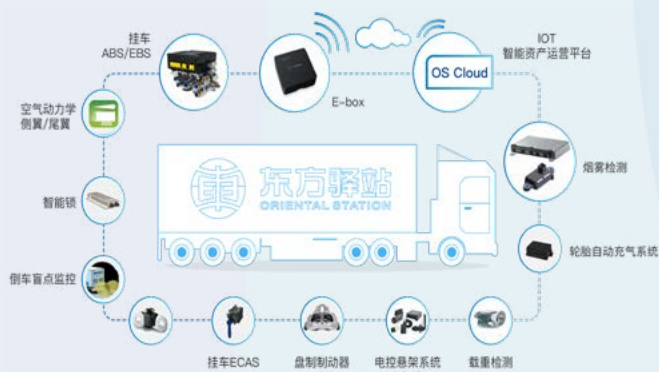 挂车
ABS/EBS
E-box
OS Cloud
IOT
智能资产运营平台
空气动力学
侧翼/尾翼
烟雾检测
智能锁
东方驿站
ORIENTAL STATION
轮胎自动充气系统
倒车盲点监控
挂车ECAS
盘制制动器
电控悬架系统
载重检测